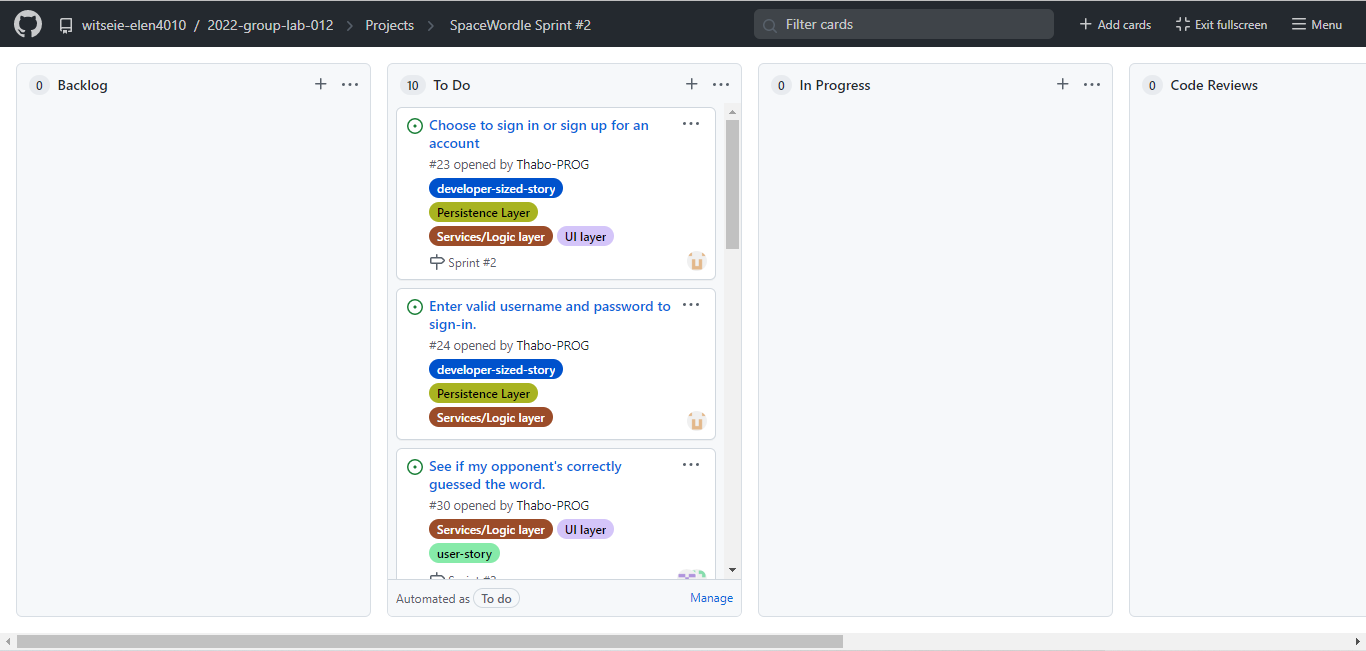 witseie-elen4010 / 2022-group-lab-012 Projects SpaceWordle Sprint #2
Filter cards
Add cards
Exit fullscreen
Menu
0 Backlog
10 To Do
Choose to sign in or sign up for an
account
#23 opened by Thabo-PROG
developer-sized-story
Persistence Layer
Services/Logic layer UI layer
Sprint #2
Enter valid username and password to
sign-in.
#24 opened by Thabo-PROG
developer-sized-story
Persistence Layer
Services/Logic layer
See if my opponent's correctly
guessed the word.
#30 opened by Thabo-PROG
Services/Logic layer UI layer
user-story
Sprint #2
Automated as To do Manage
0 In Progress
0 Code Reviews